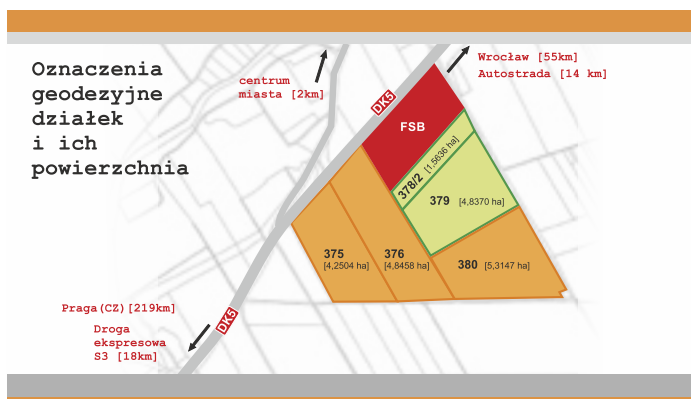 Oznaczenia
geodezyjne
działek
i ich
powierzchnia
centrum
miasta [2km]
Wrocław [55km]
Autostrada [14 km]
DK5
FSB
378/2 [1,5636 ha]
379 [4,8370 ha]
375
[4,2504 ha]
376
[4,8458 ha]
380 [5,3147 ha]
Praga(CZ)[219km]
Droga
ekspresowa
S3 [18km]
DK5